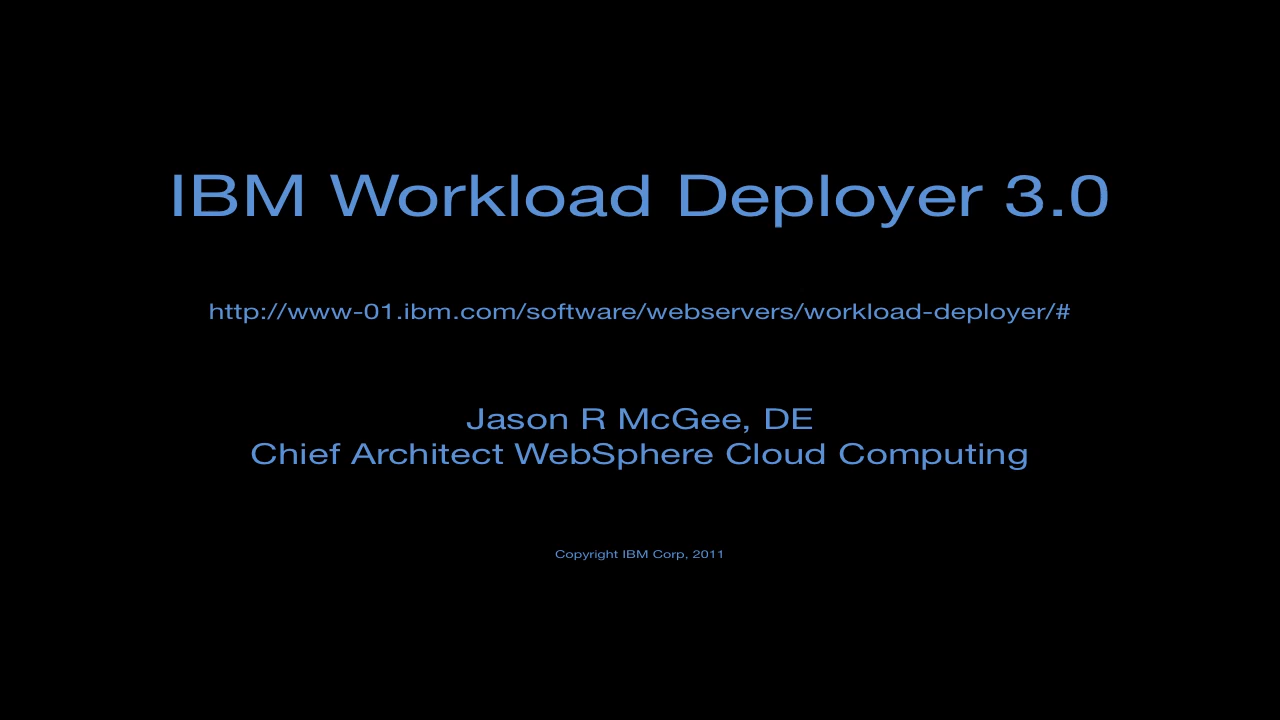 IBM Workload Deployer 3.0
http://www-01.ibm.com/software/webservers/workload-deployer/#
Jason R McGee, DE
Chief Architect WebSphere Cloud Computing
Copyright IBM Corp, 2011